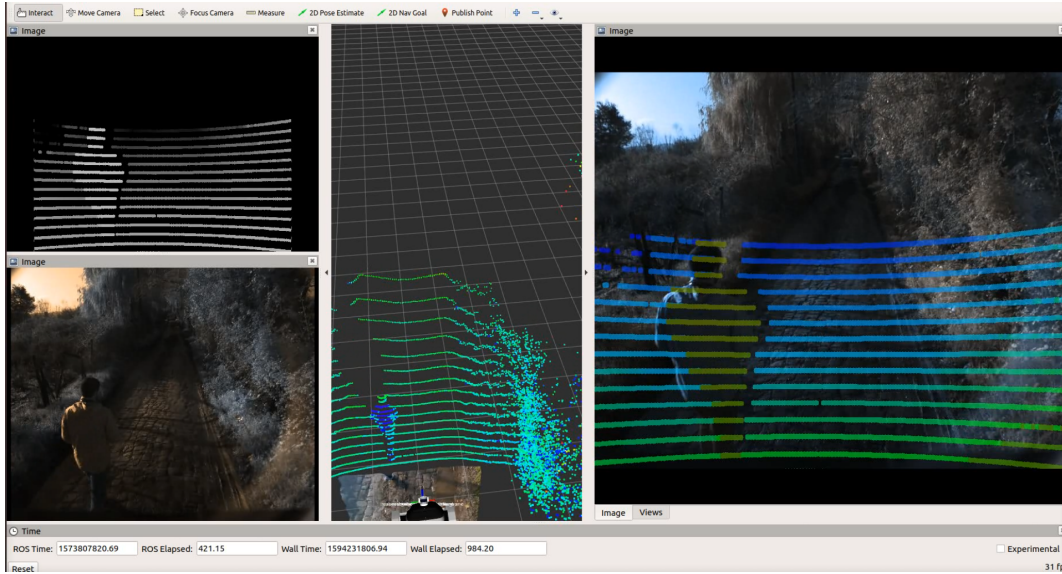 Interact Move Camera Select Focus Camera Measure 2D Pose Estimate 2D Nav Goal Publish Point
Image
Image
Image
Image Views
Time
ROS Time: 1573807820.69 ROS Elapsed: 421.15 Wall Time: 1594231806.94 Wall Elapsed: 984.20 Experimental
Reset 31